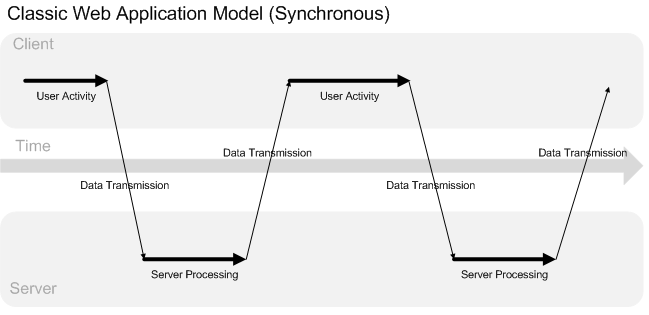 Classic Web Application Model (Synchronous)
Client
User Activity
User Activity
Time
Data Transmission
Data Transmission
Data Transmission
Data Transmission
Server Processing
Server Processing
Server